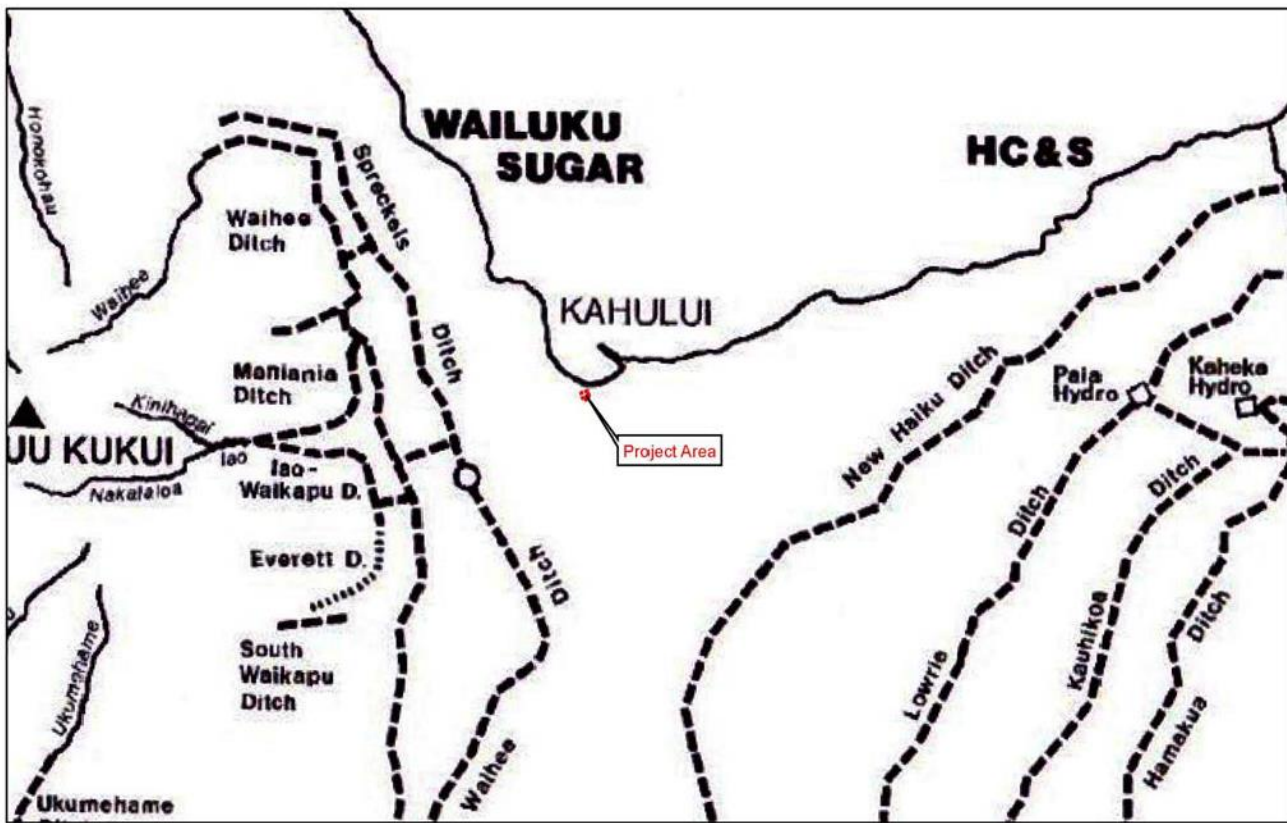 Honokohau
WAILUKU
SUGAR
HC & S
Spreckels
Ditch
Waihee
Ditch
Waihee
KAHULUI
Maniania
Ditch
Kinihapai
UU KUKUI
Iao
Nakalaloa
Iao-
Waikapu D.
Everett D.
South
Waikapu
Ditch
Ukumehame
Ukumehame
Waihee
Ditch
Project Area
New Haiku Ditch
Paia
Hydro
Kaheka
Hydro
Lowrie
Ditch
Kauhikoa
Ditch
Hamakua
Ditch